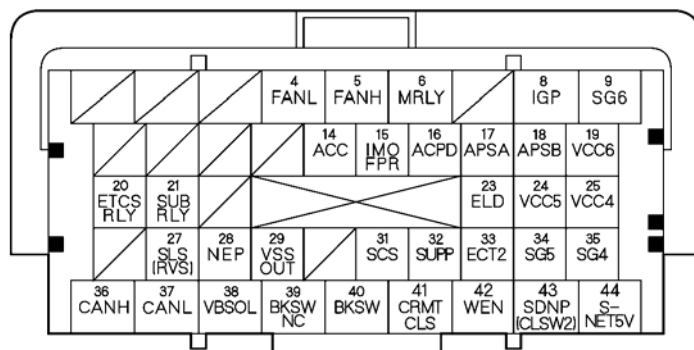 4 5 6 8 9
FANL FANH MRLY IGP SG6
14 15 16 17 18 19
ACC IMO FPR ACPD APSA APSB VCC6
20 21 23 24 25
ETCS RLY SUB RLY ELD VCC5 VCC4
27 28 29 31 32 33 34 35
SLS (RVS) NEP VSS OUT SCS SUPP ECT2 SG5 SG4
36 37 38 39 40 41 42 43 44
CANH CANL VBSOL BKSW NC BKSW CRMT CLS WEN SDNP (CLSW2) S- NET5V